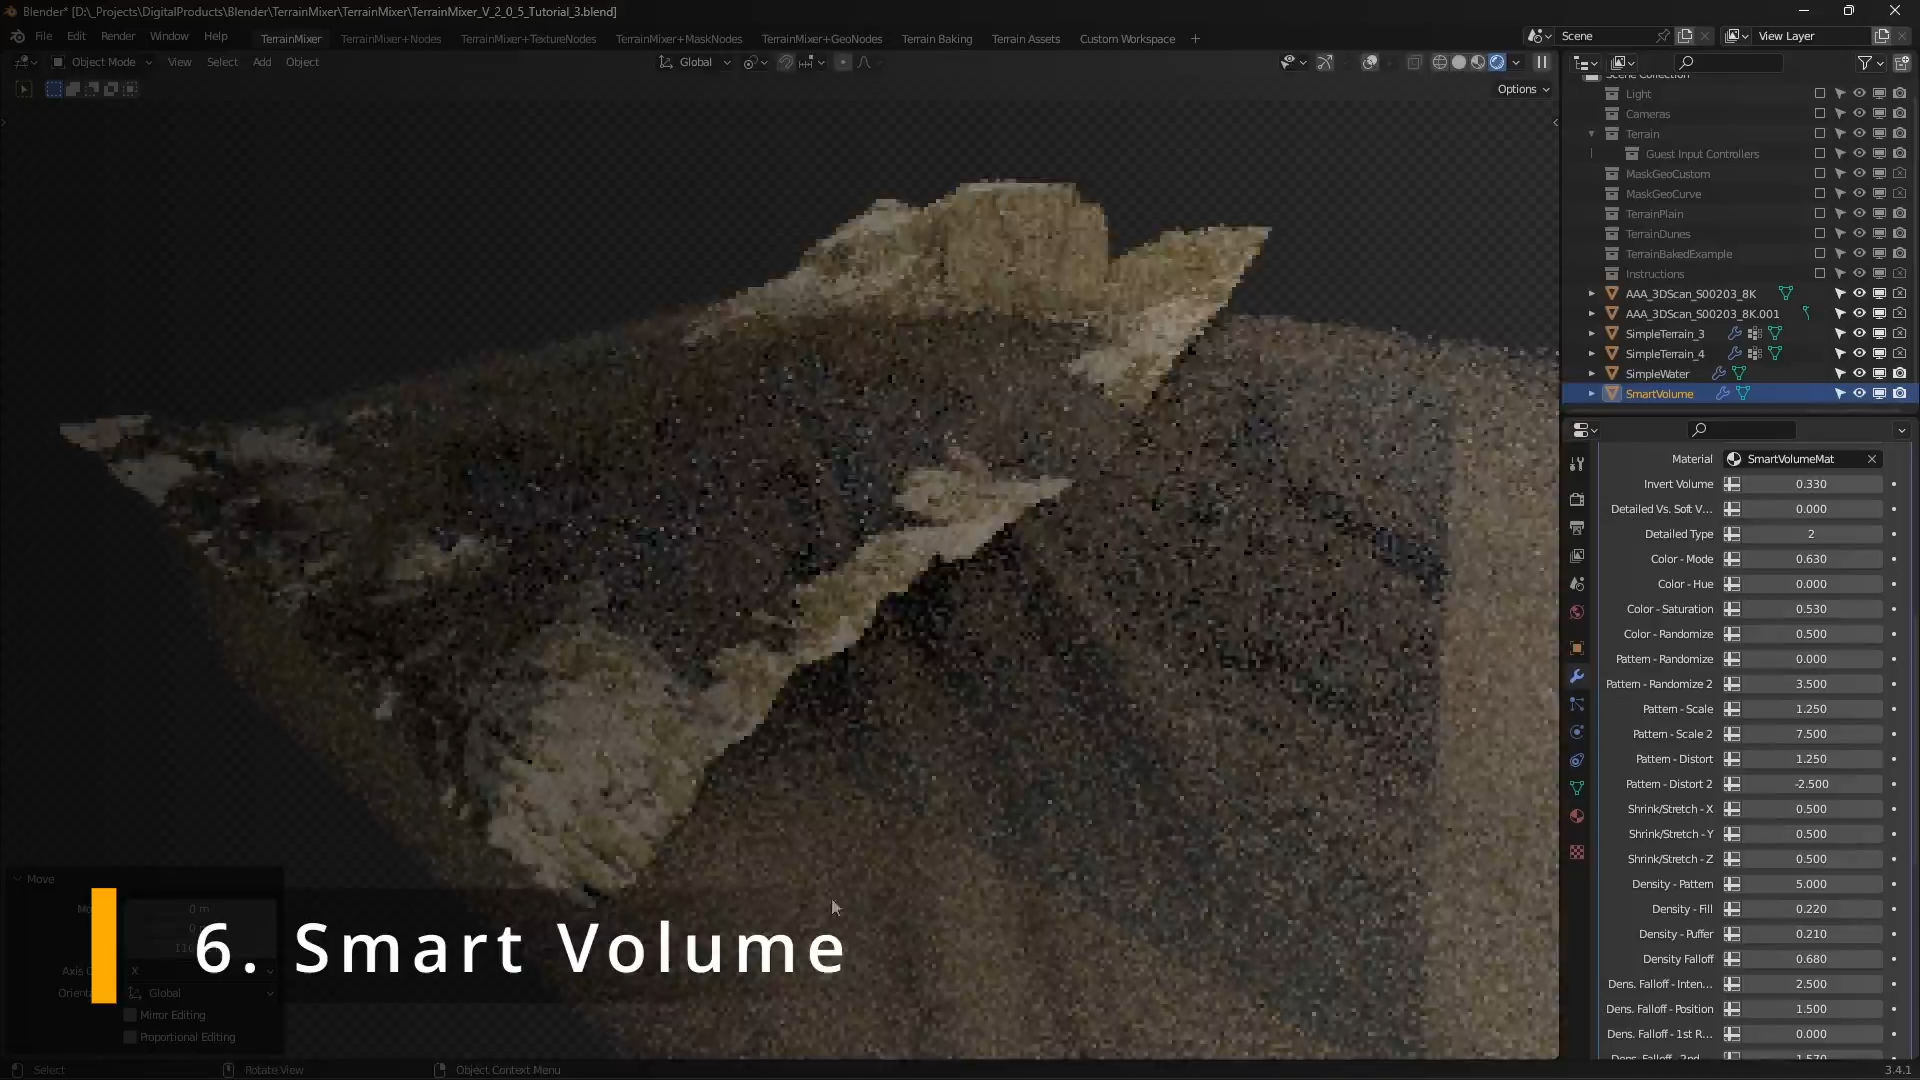 Blender* [D:\_Projects\DigitalProducts\Blender\TerrainMixer\TerrainMixer\TerrainMixer_V_2_0_5_Tutorial_3.blend]
File Edit Render Window Help TerrainMixer TerrainMixer+Nodes TerrainMixer+TextureNodes TerrainMixer+MaskNodes TerrainMixer+GeoNodes Terrain Baking Terrain Assets Custom Workspace + Scene View Layer
Object Mode View Select Add Object Global
Options
Scene Collection
Light
Cameras
Terrain
Guest Input Controllers
MaskGeoCustom
MaskGeoCurve
TerrainPlain
TerrainDunes
TerrainBakedExample
Instructions
AAA_3DScan_S00203_8K
AAA_3DScan_S00203_8K.001
SimpleTerrain_3
SimpleTerrain_4
SimpleWater
SmartVolume
Material SmartVolumeMat
Invert Volume 0.330
Detailed Vs. Soft V... 0.000
Detailed Type 2
Color - Mode 0.630
Color - Hue 0.000
Color - Saturation 0.530
Color - Randomize 0.500
Pattern - Randomize 0.000
Pattern - Randomize 2 3.500
Pattern - Scale 1.250
Pattern - Scale 2 7.500
Pattern - Distort 1.250
Pattern - Distort 2 -2.500
Shrink/Stretch - X 0.500
Shrink/Stretch - Y 0.500
Shrink/Stretch - Z 0.500
Density - Pattern 5.000
Density - Fill 0.220
Density - Puffer 0.210
Density Falloff 0.680
Dens. Falloff - Inten... 2.500
Dens. Falloff - Position 1.500
Dens. Falloff - 1st R... 0.000
Dens. Falloff - 2nd 1.570
Move
0 m
6. Smart Volume
X
Global
Mirror Editing
Proportional Editing
Select Rotate View Object Context Menu 3.4.1